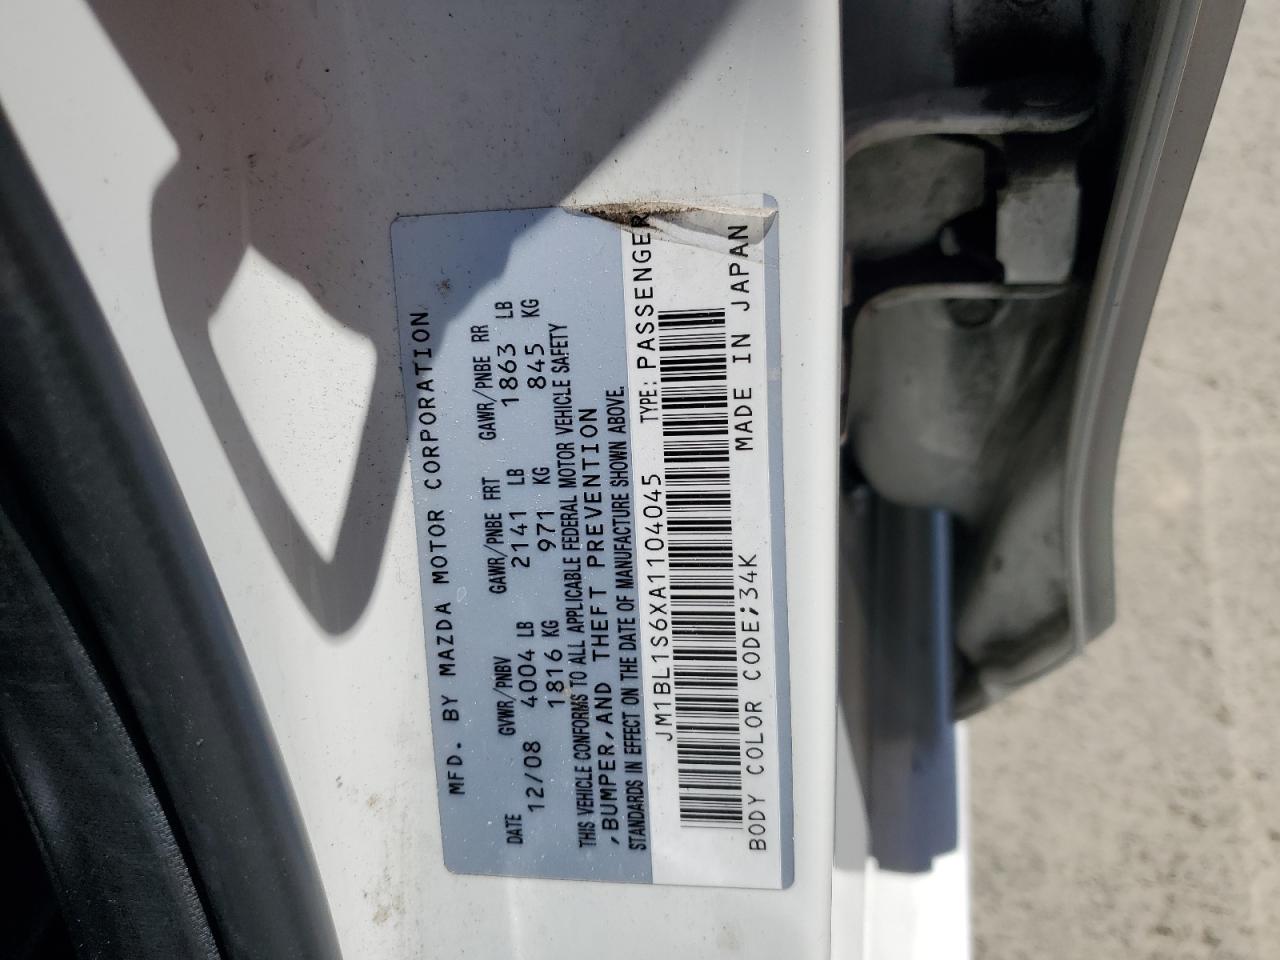 MFD. BY MAZDA MOTOR CORPORATION
DATE GVWR/PNBV GAWR/PNBE FRT GAWR/PNBE RR
12/08 4004 LB 2141 LB 1863 LB
1816 KG 971 KG 845 KG
THIS VEHICLE CONFORMS TO ALL APPLICABLE FEDERAL MOTOR VEHICLE SAFETY
,BUMPER,AND THEFT PREVENTION
STANDARDS IN EFFECT ON THE DATE OF MANUFACTURE SHOWN ABOVE.
JM1BL1S6XA1104045 TYPE: PASSENGER
MADE IN JAPAN
BODY COLOR CODE;34K